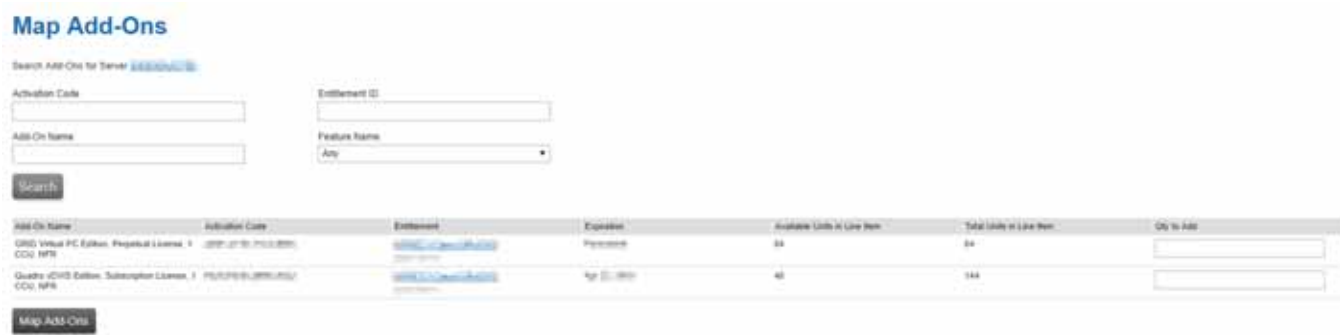 Map Add-Ons
Search Add-Ons for Server
Activation Code Entitlement ID
Add-On Name Feature Name
Any
Search
Add-On Name Activation Code Entitlement Expiration Available Units in Line Item Total Units in Line Item Qty to Add
GRID Virtual PC Edition, Perpetual License, 1 Permanent 64 64
CCU, NFR
Quadro vDWS Edition, Subscription License, 1 48 144
CCU, NFR
Map Add-Ons